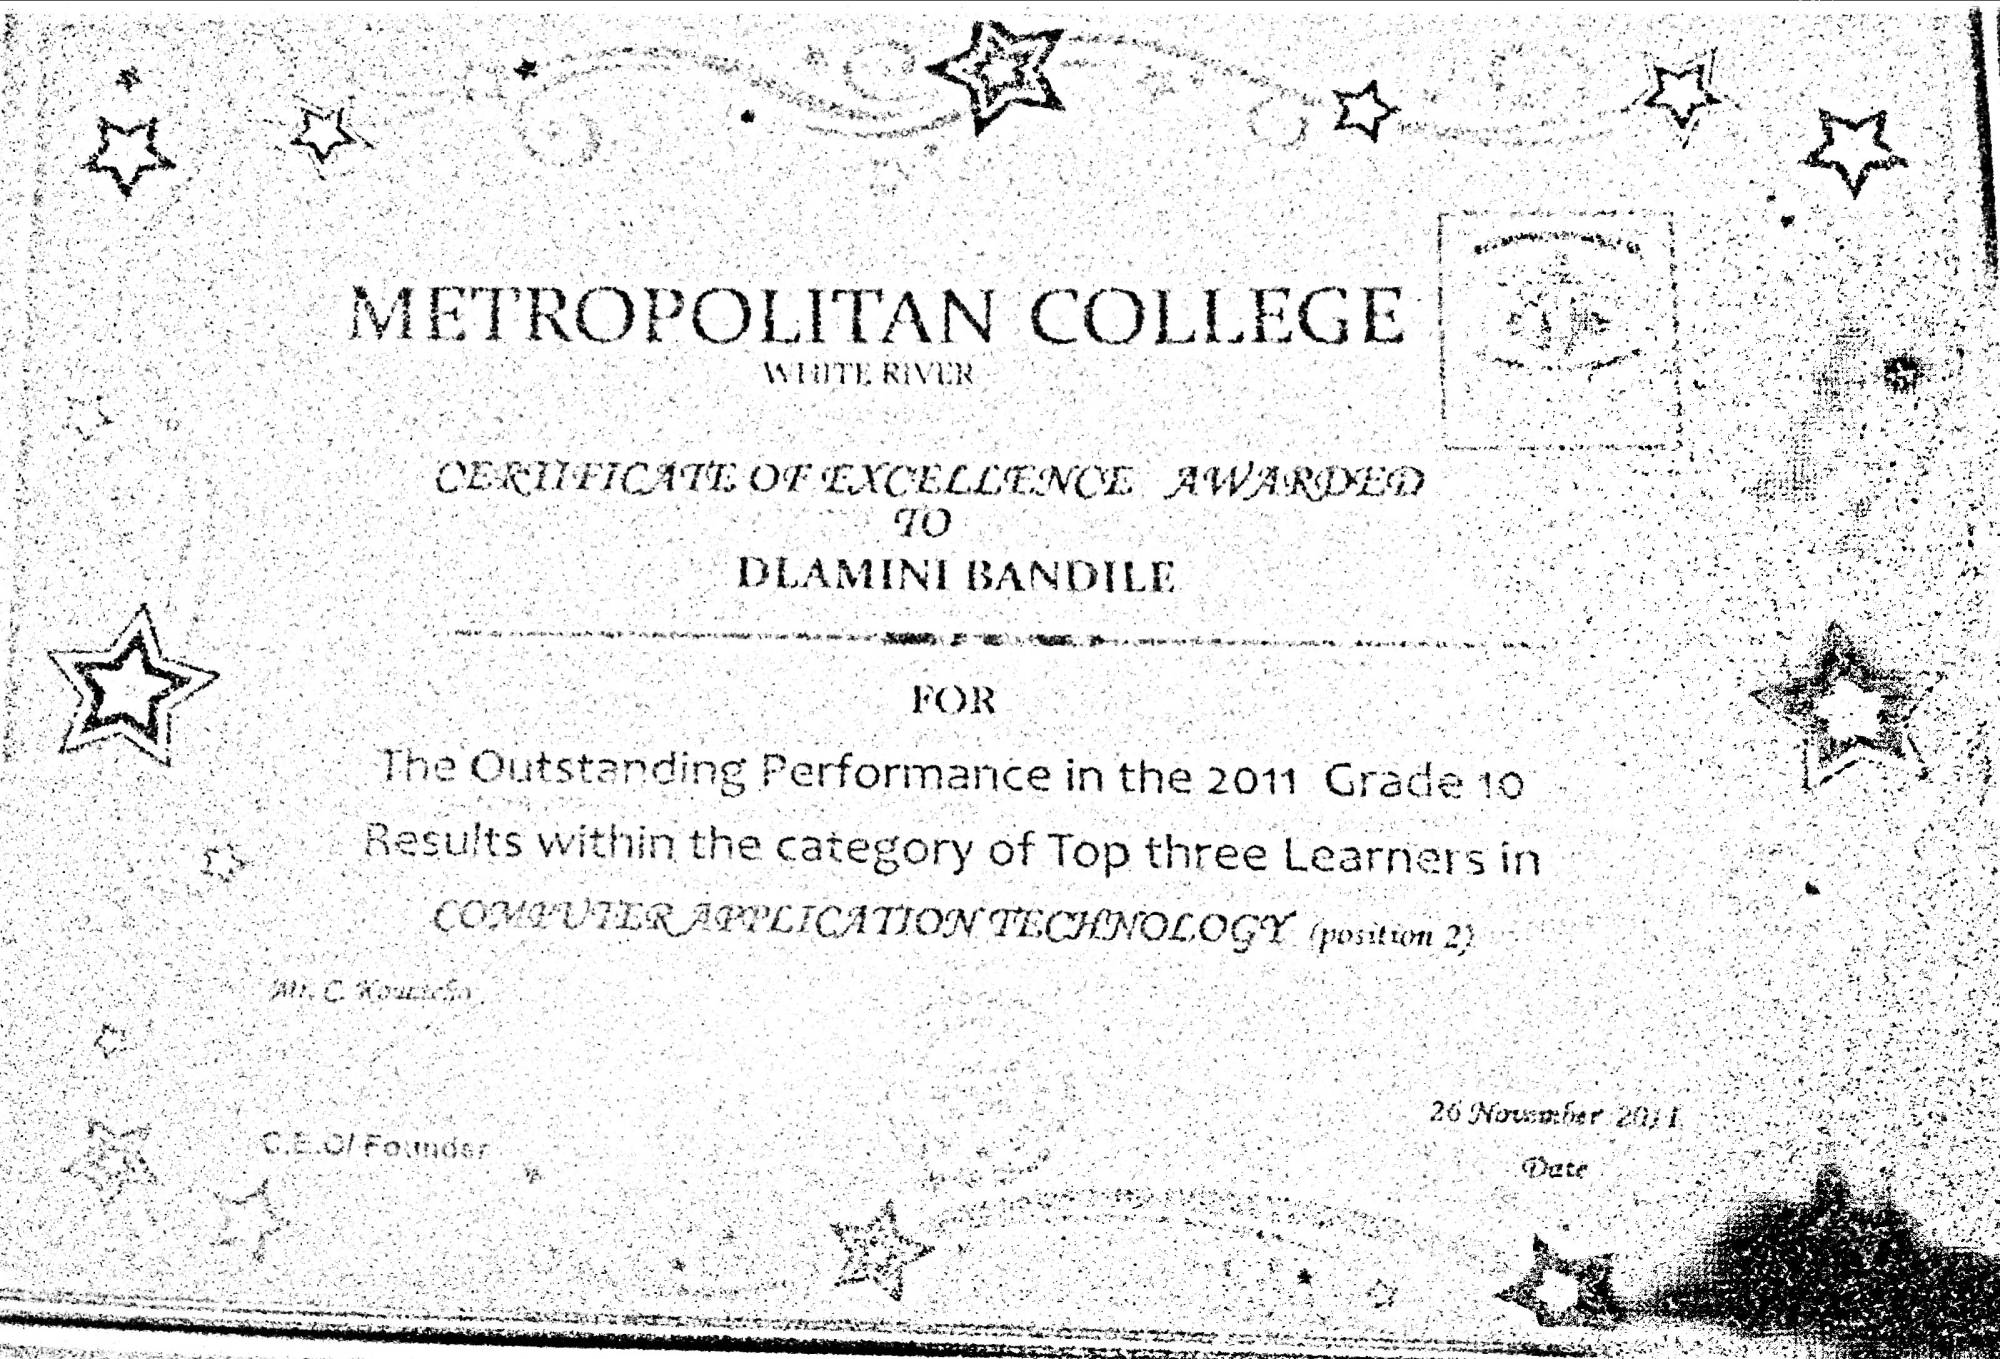 METROPOLITAN COLLEGE
WHITE RIVER
CERTIFICATE OF EXCELLENCE AWARDED
TO
DLAMINI BANDILE
FOR
The Outstanding Performance in the 2011 Grade 10
Results within the category of Top three Learners in
COMPUTER APPLICATION TECHNOLOGY (position 2)
Mr. C.
C.E.O/ Founder
26 November 2011
Date